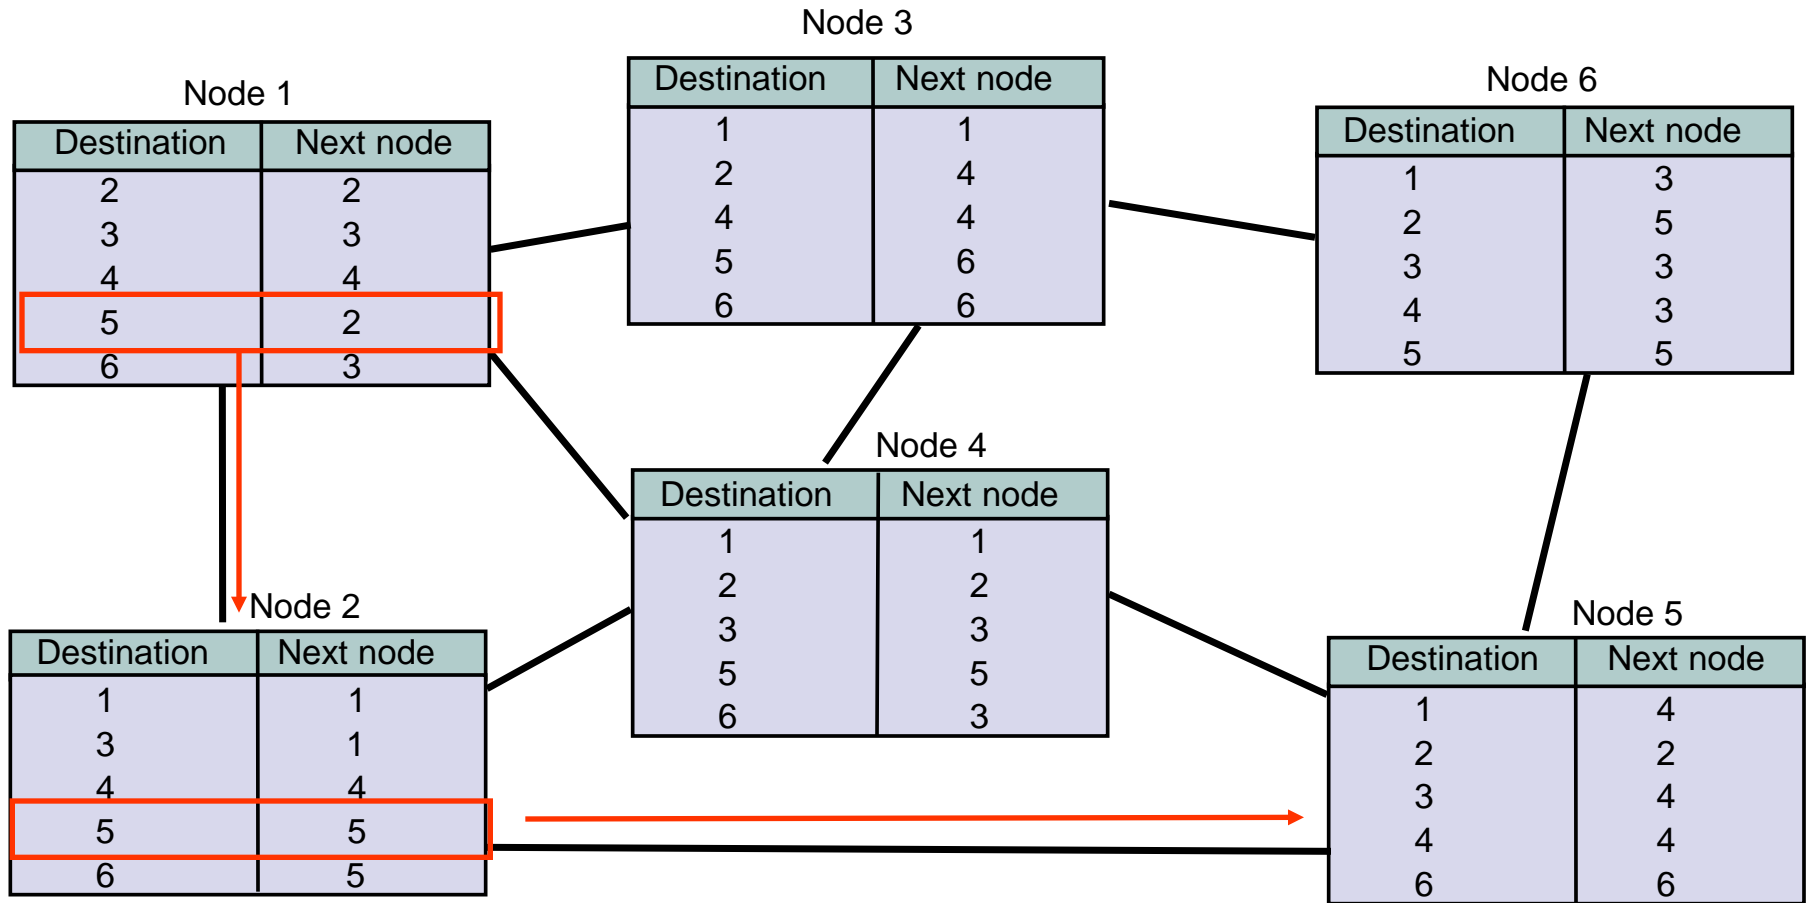 Node 1
Destination Next node
2 2
3 3
4 4
5 2
6 3
Node 3
Destination Next node
1 1
2 4
4 4
5 6
6 6
Node 6
Destination Next node
1 3
2 5
3 3
4 3
5 5
Node 4
Destination Next node
1 1
2 2
3 3
5 5
6 3
Node 2
Destination Next node
1 1
3 1
4 4
5 5
6 5
Node 5
Destination Next node
1 4
2 2
3 4
4 4
6 6